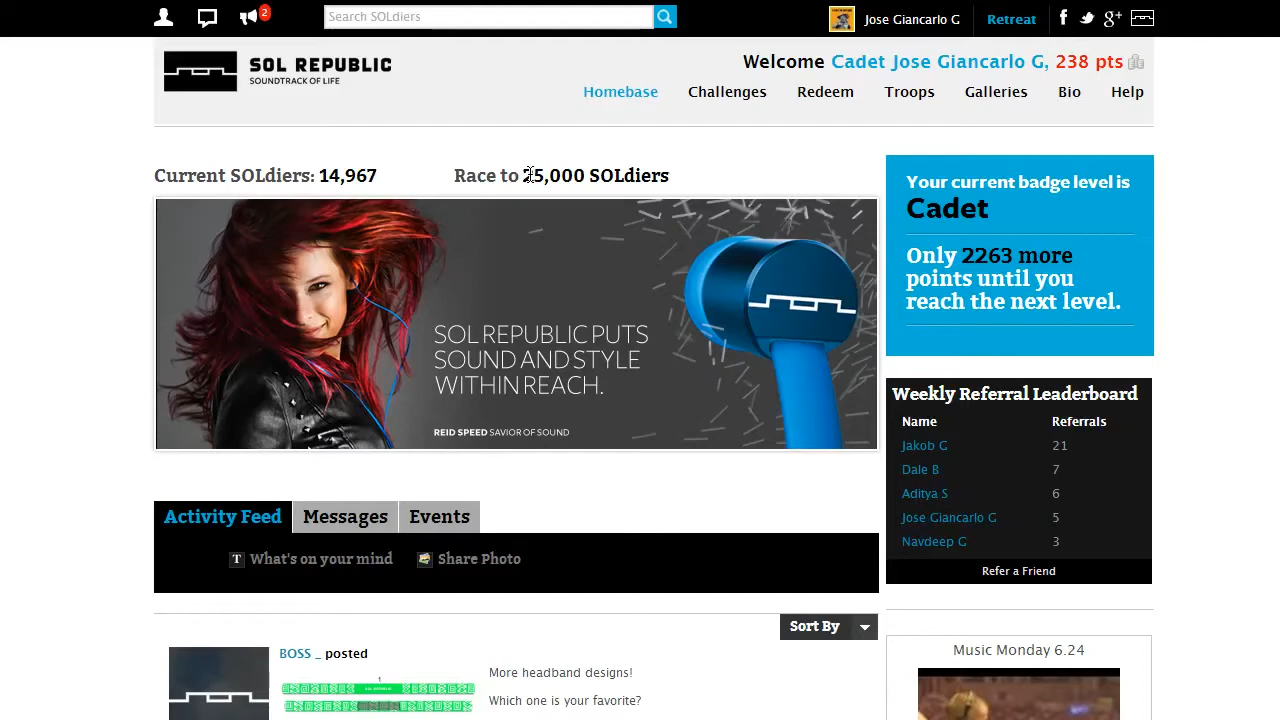 2
Search SOLdiers
Jose Giancarlo G
Retreat
SOL REPUBLIC
SOUNDTRACK OF LIFE
Welcome Cadet Jose Giancarlo G, 238 pts
Homebase Challenges Redeem Troops Galleries Bio Help
Current SOLdiers: 14,967
Race to 25,000 SOLdiers
SOL REPUBLIC PUTS
SOUND AND STYLE
WITHIN REACH.
REID SPEED SAVIOR OF SOUND
Your current badge level is
Cadet
Only 2263 more
points until you
reach the next level.
Weekly Referral Leaderboard
Name Referrals
Jakob G 21
Dale B 7
Aditya S 6
Jose Giancarlo G 5
Navdeep G 3
Refer a Friend
Activity Feed Messages Events
T What's on your mind Share Photo
Sort By
BOSS _ posted
1
SOL REPUBLIC
More headband designs!
Which one is your favorite?
Music Monday 6.24